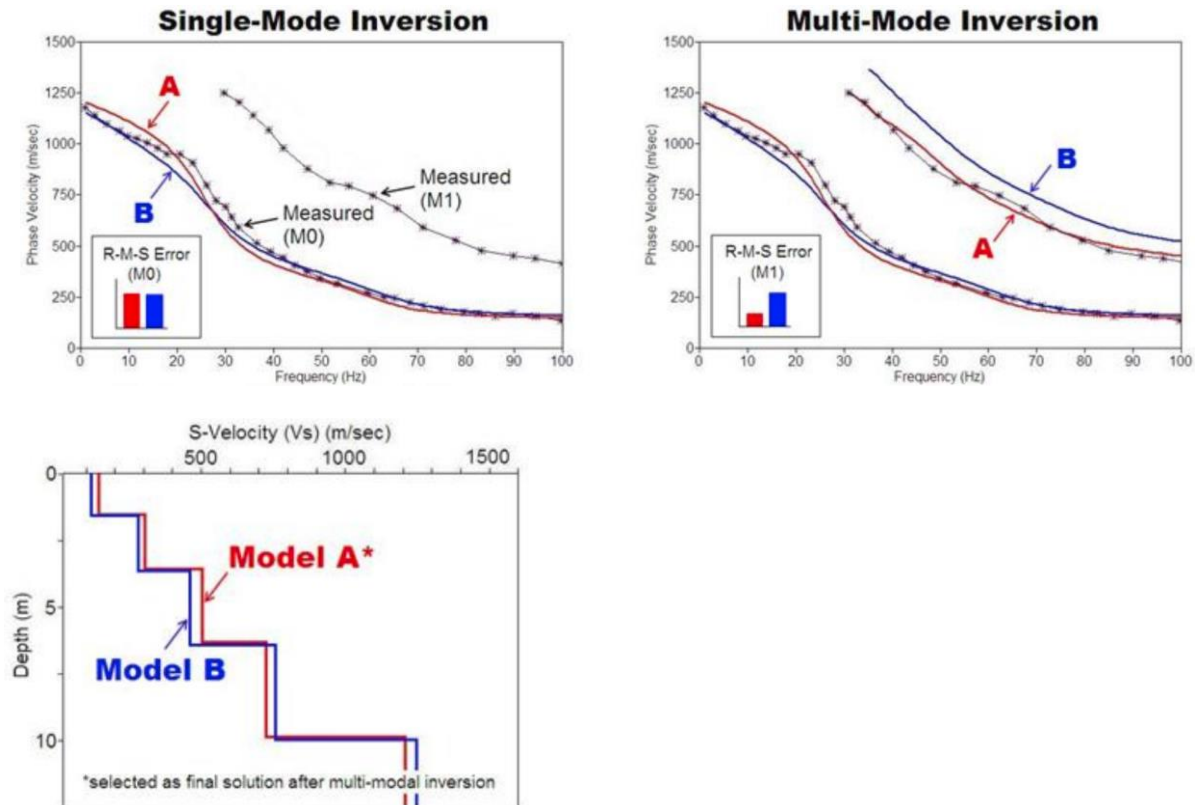 Single-Mode Inversion
1500
1250
1000
750
500
250
0
Phase Velocity (m/sec)
A
B
Measured
(M1)
Measured
(M0)
R-M-S Error
(M0)
0 10 20 30 40 50 60 70 80 90 100
Frequency (Hz)
Multi-Mode Inversion
1500
1250
1000
750
500
250
0
Phase Velocity (m/sec)
B
A
R-M-S Error
(M1)
0 10 20 30 40 50 60 70 80 90 100
Frequency (Hz)
S-Velocity (Vs) (m/sec)
500 1000 1500
0
5
10
Depth (m)
Model A*
Model B
*selected as final solution after multi-modal inversion